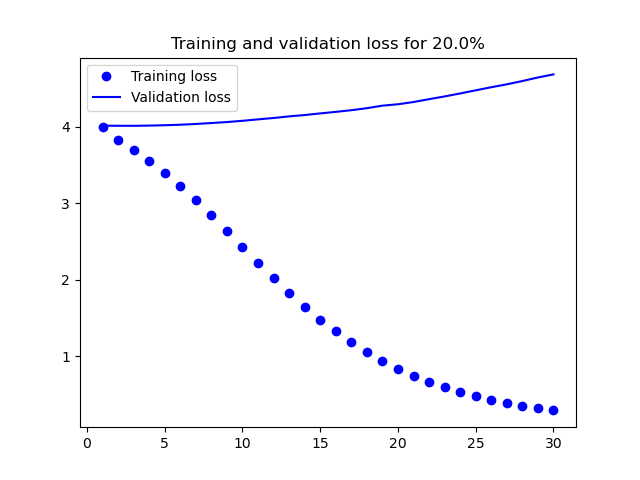 Training and validation loss for 20.0%
Training loss
Validation loss
4
3
2
1
0 5 10 15 20 25 30